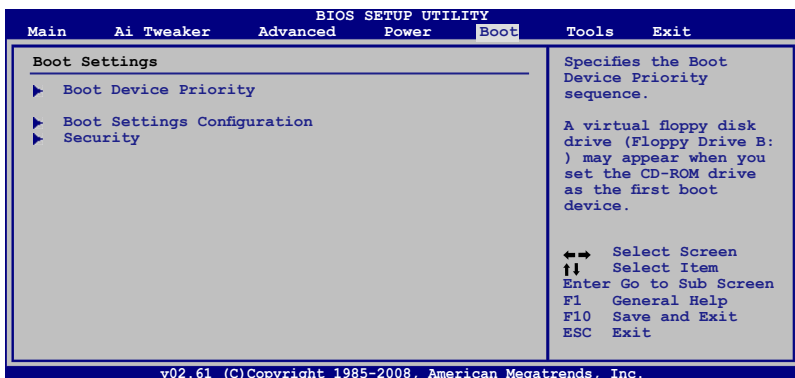 BIOS SETUP UTILITY
Main Ai Tweaker Advanced Power Boot Tools Exit
Boot Settings
Boot Device Priority
Boot Settings Configuration
Security
Specifies the Boot
Device Priority
sequence.
A virtual floppy disk
drive (Floppy Drive B:
) may appear when you
set the CD-ROM drive
as the first boot
device.
←→ Select Screen
↑↓ Select Item
Enter Go to Sub Screen
F1 General Help
F10 Save and Exit
ESC Exit
v02.61 (C)Copyright 1985-2008, American Megatrends, Inc.